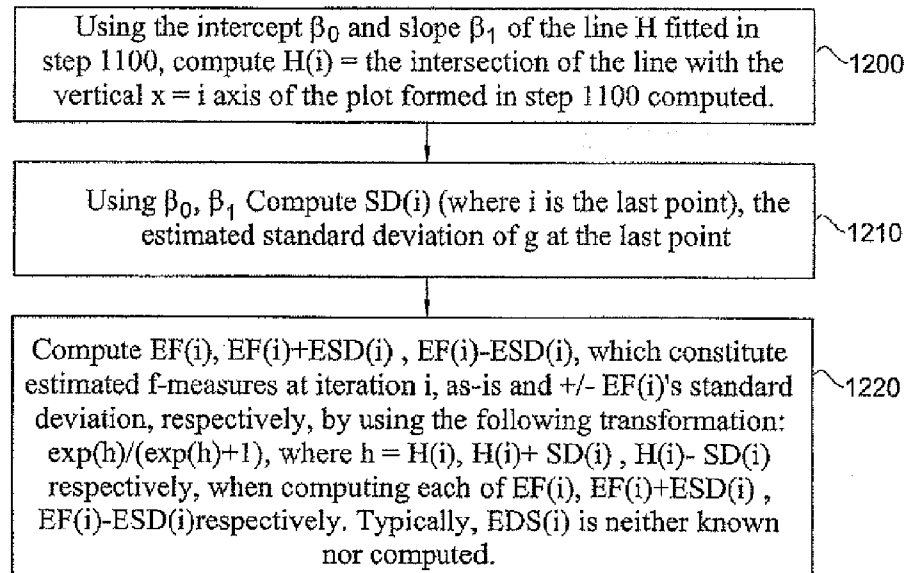 Using the intercept β₀ and slope β₁ of the line H fitted in
step 1100, compute H(i) = the intersection of the line with the
vertical x = i axis of the plot formed in step 1100 computed.
1200
Using β₀, β₁ Compute SD(i) (where i is the last point), the
estimated standard deviation of g at the last point
1210
Compute EF(i), EF(i)+ESD(i) , EF(i)-ESD(i), which constitute
estimated f-measures at iteration i, as-is and +/- EF(i)'s standard
deviation, respectively, by using the following transformation:
exp(h)/(exp(h)+1), where h = H(i), H(i)+ SD(i) , H(i)- SD(i)
respectively, when computing each of EF(i), EF(i)+ESD(i) ,
EF(i)-ESD(i)respectively. Typically, EDS(i) is neither known
nor computed.
1220